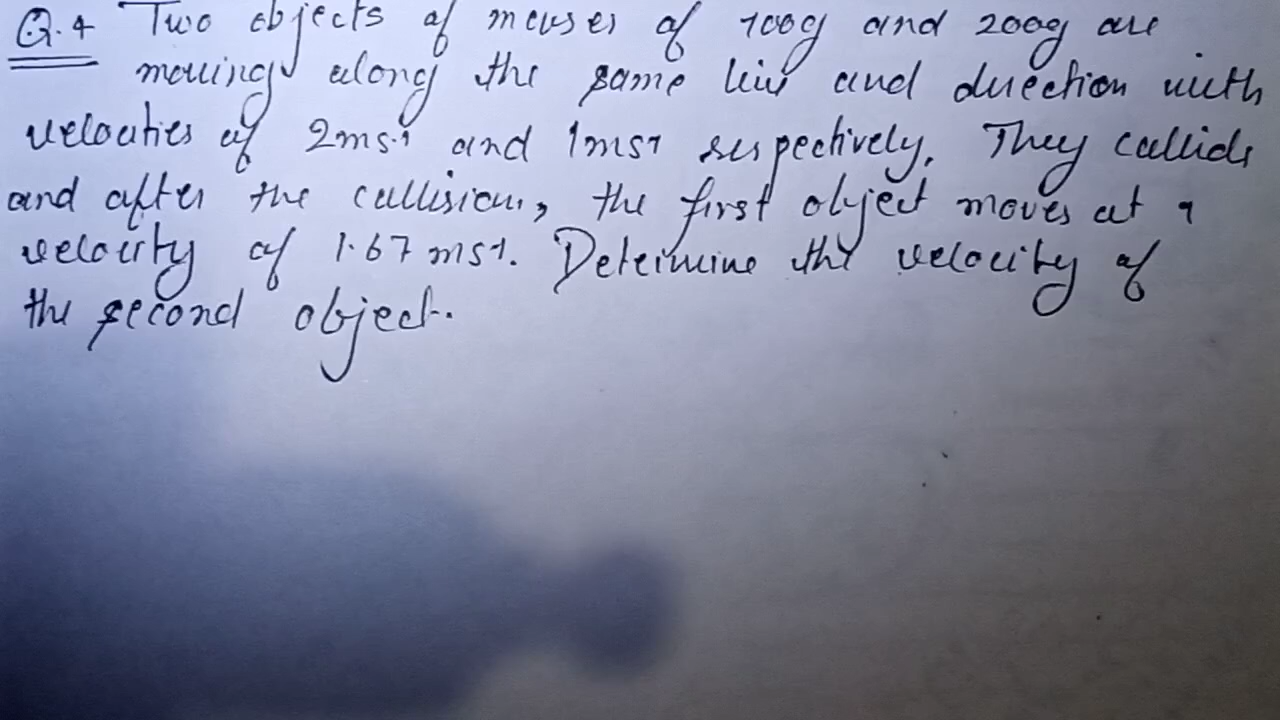 Q.4 Two objects of masses of 100g and 200g are
moving along the same line and direction with
velocities of 2ms-1 and 1ms-1 respectively. They collide
and after the collision, the first object moves at a
velocity of 1.67 ms-1. Determine the velocity of
the second object.